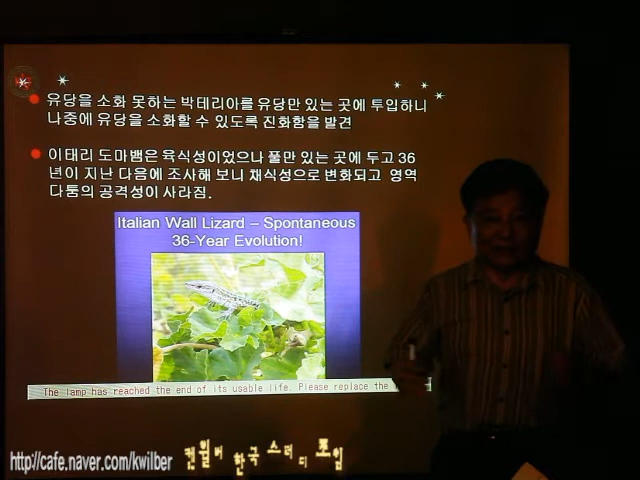 유당을 소화 못하는 박테리아를 유당만 있는 곳에 투입하니
나중에 유당을 소화할 수 있도록 진화함을 발견
이태리 도마뱀은 육식성이었으나 풀만 있는 곳에 두고 36
년이 지난 다음에 조사해 보니 채식성으로 변화되고 영역
다툼의 공격성이 사라짐.
Italian Wall Lizard – Spontaneous
36-Year Evolution!
The lamp has reached the end of its usable life. Please replace the
http://cafe.naver.com/kwilber 켄윌버 한국 스터디 모임